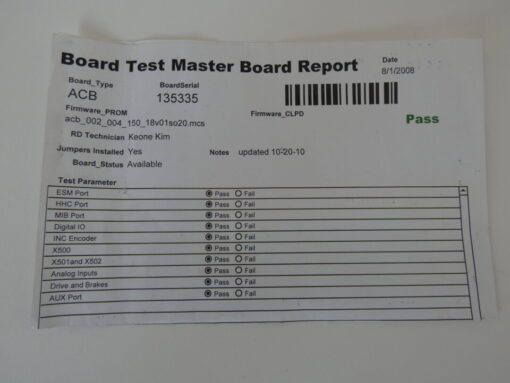 Board Test Master Board Report
Date
8/1/2008
Board_Type
ACB
BoardSerial
135335
Firmware_PROM
acb_002_004_150_18v01so20.mcs
Firmware_CLPD
Pass
RD Technician Keone Kim
Jumpers Installed Yes
Notes updated 10-20-10
Board_Status Available
Test Parameter
ESM Port Pass Fail
HHC Port Pass Fail
MIB Port Pass Fail
Digital IO Pass Fail
INC Encoder Pass Fail
X500 Pass Fail
X501and X502 Pass Fail
Analog Inputs Pass Fail
Drive and Brakes Pass Fail
AUX Port Pass Fail